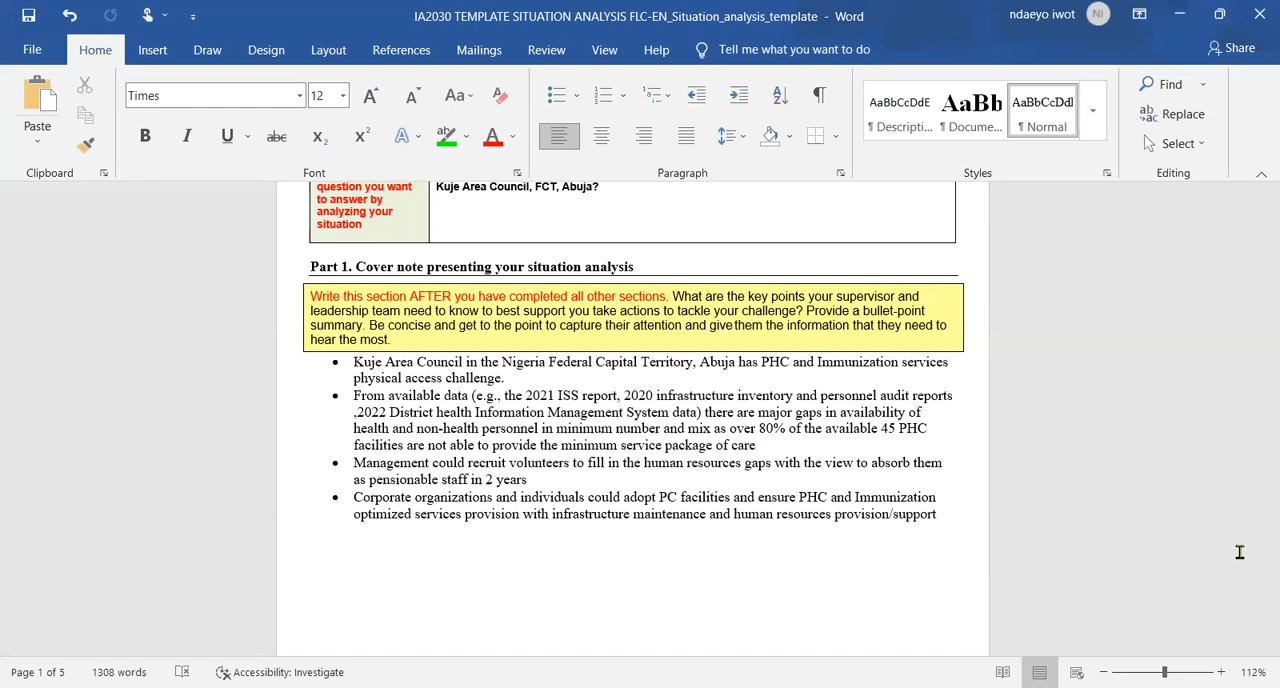 IA2030 TEMPLATE SITUATION ANALYSIS FLC-EN_Situation_analysis_template - Word
ndaeyo iwot NI
File Home Insert Draw Design Layout References Mailings Review View Help Tell me what you want to do Share
Paste
Times 12 Aa
B I U abc X2 X2 A A
AaBbCcDdE AaBb AaBbCcDdI
¶ Descripti... ¶ Docume... ¶ Normal
Find
Replace
Select
Clipboard Font Paragraph Styles Editing
question you want
to answer by
analyzing your
situation
Kuje Area Council, FCT, Abuja?
Part 1. Cover note presenting your situation analysis
Write this section AFTER you have completed all other sections. What are the key points your supervisor and
leadership team need to know to best support you take actions to tackle your challenge? Provide a bullet-point
summary. Be concise and get to the point to capture their attention and give them the information that they need to
hear the most.
• Kuje Area Council in the Nigeria Federal Capital Territory, Abuja has PHC and Immunization services
physical access challenge.
• From available data (e.g., the 2021 ISS report, 2020 infrastructure inventory and personnel audit reports
,2022 District health Information Management System data) there are major gaps in availability of
health and non-health personnel in minimum number and mix as over 80% of the available 45 PHC
facilities are not able to provide the minimum service package of care
• Management could recruit volunteers to fill in the human resources gaps with the view to absorb them
as pensionable staff in 2 years
• Corporate organizations and individuals could adopt PC facilities and ensure PHC and Immunization
optimized services provision with infrastructure maintenance and human resources provision/support
Page 1 of 5 1308 words Accessibility: Investigate 112%